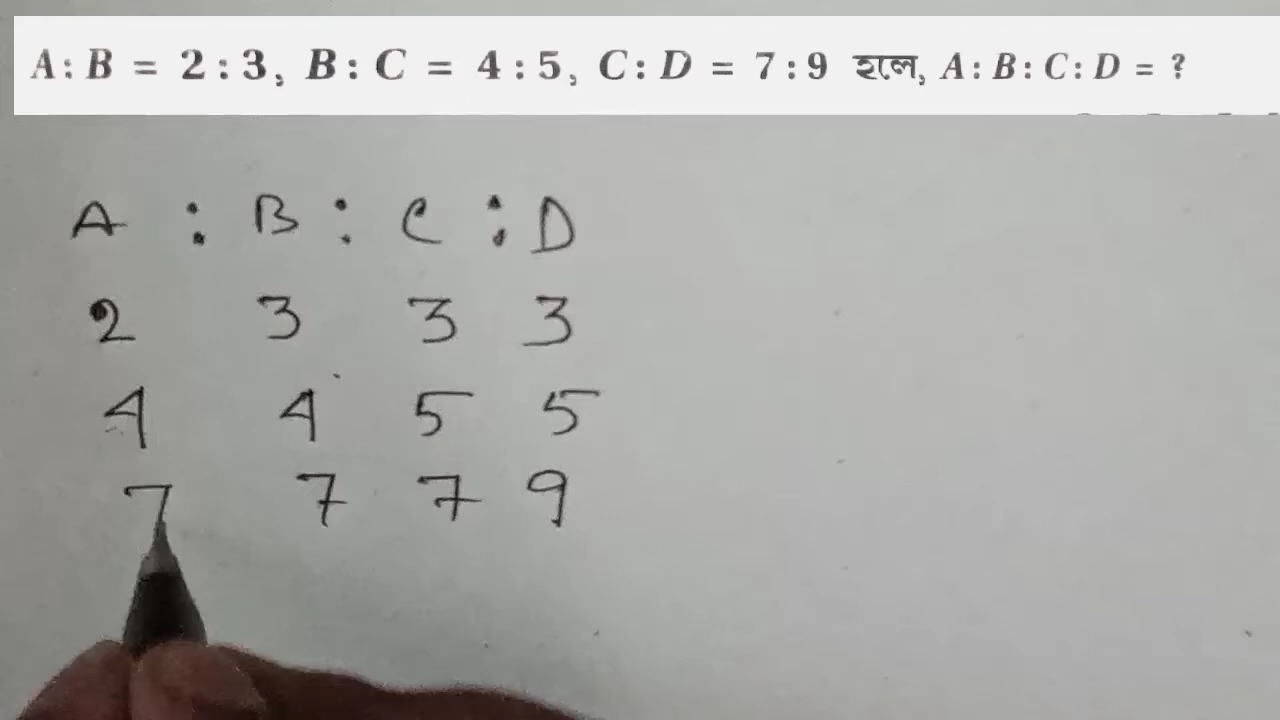 A : B = 2 : 3, B : C = 4 : 5, C : D = 7 : 9 হলে, A : B : C : D = ?
A : B : C : D
2 3 3 3
4 4 5 5
7 7 7 9